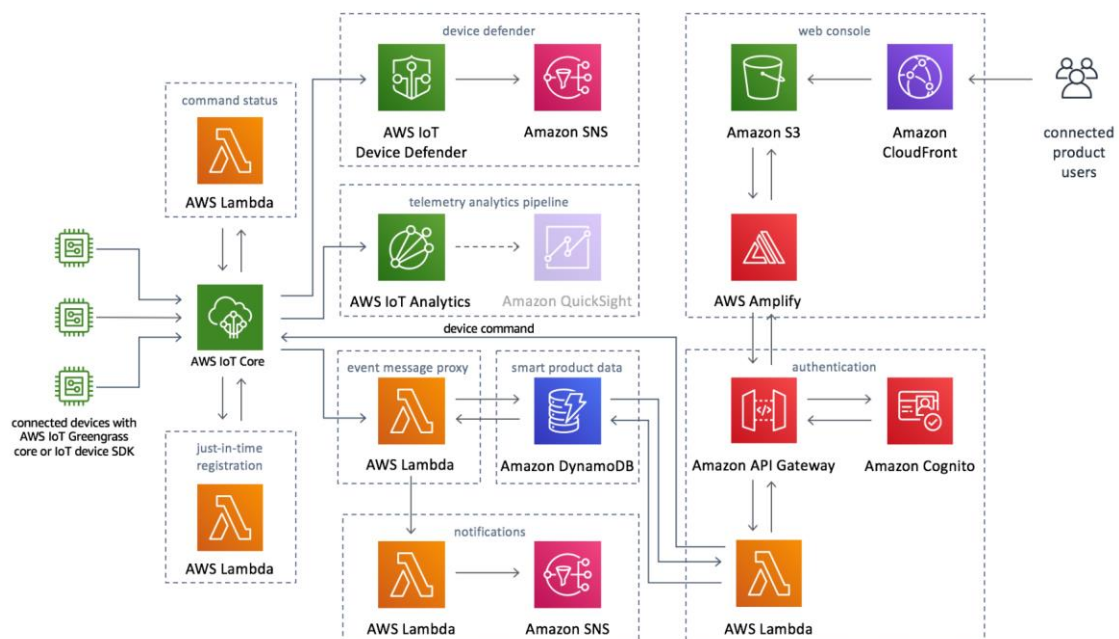 device defender
AWS IoT
Device Defender
Amazon SNS
web console
Amazon S3
Amazon
CloudFront
connected
product
users
command status
AWS Lambda
telemetry analytics pipeline
AWS IoT Analytics
Amazon QuickSight
AWS Amplify
AWS IoT Core
device command
connected devices with
AWS IoT Greengrass
core or IoT device SDK
event message proxy
AWS Lambda
smart product data
Amazon DynamoDB
authentication
Amazon API Gateway
Amazon Cognito
just-in-time
registration
AWS Lambda
notifications
AWS Lambda
Amazon SNS
AWS Lambda